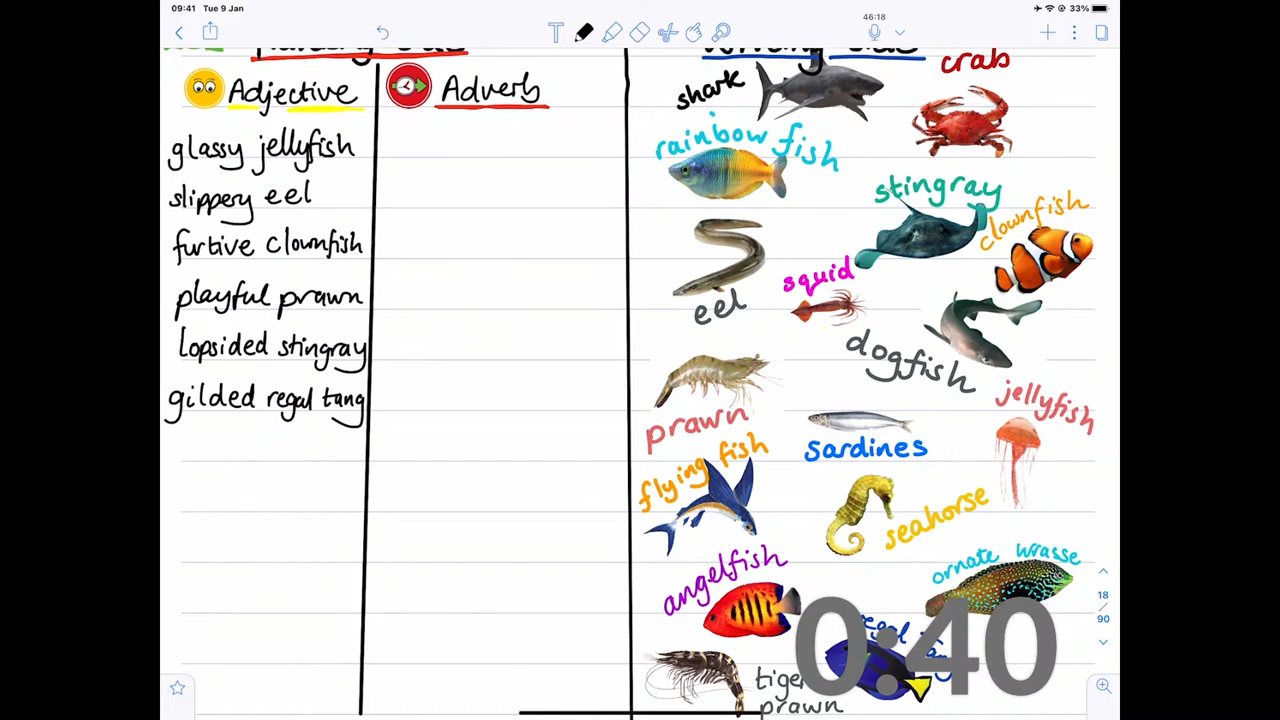 09:41 Tue 9 Jan
33%
46:18
T
Adjective
Adverb
glassy jellyfish
slippery eel
furtive clownfish
playful prawn
lopsided stingray
gilded regal tang
shark
crab
rainbow fish
stingray
clownfish
eel
squid
dogfish
prawn
sardines
jellyfish
flying fish
seahorse
angelfish
ornate wrasse
regal
tiger
prawn
0:40
18
/
90